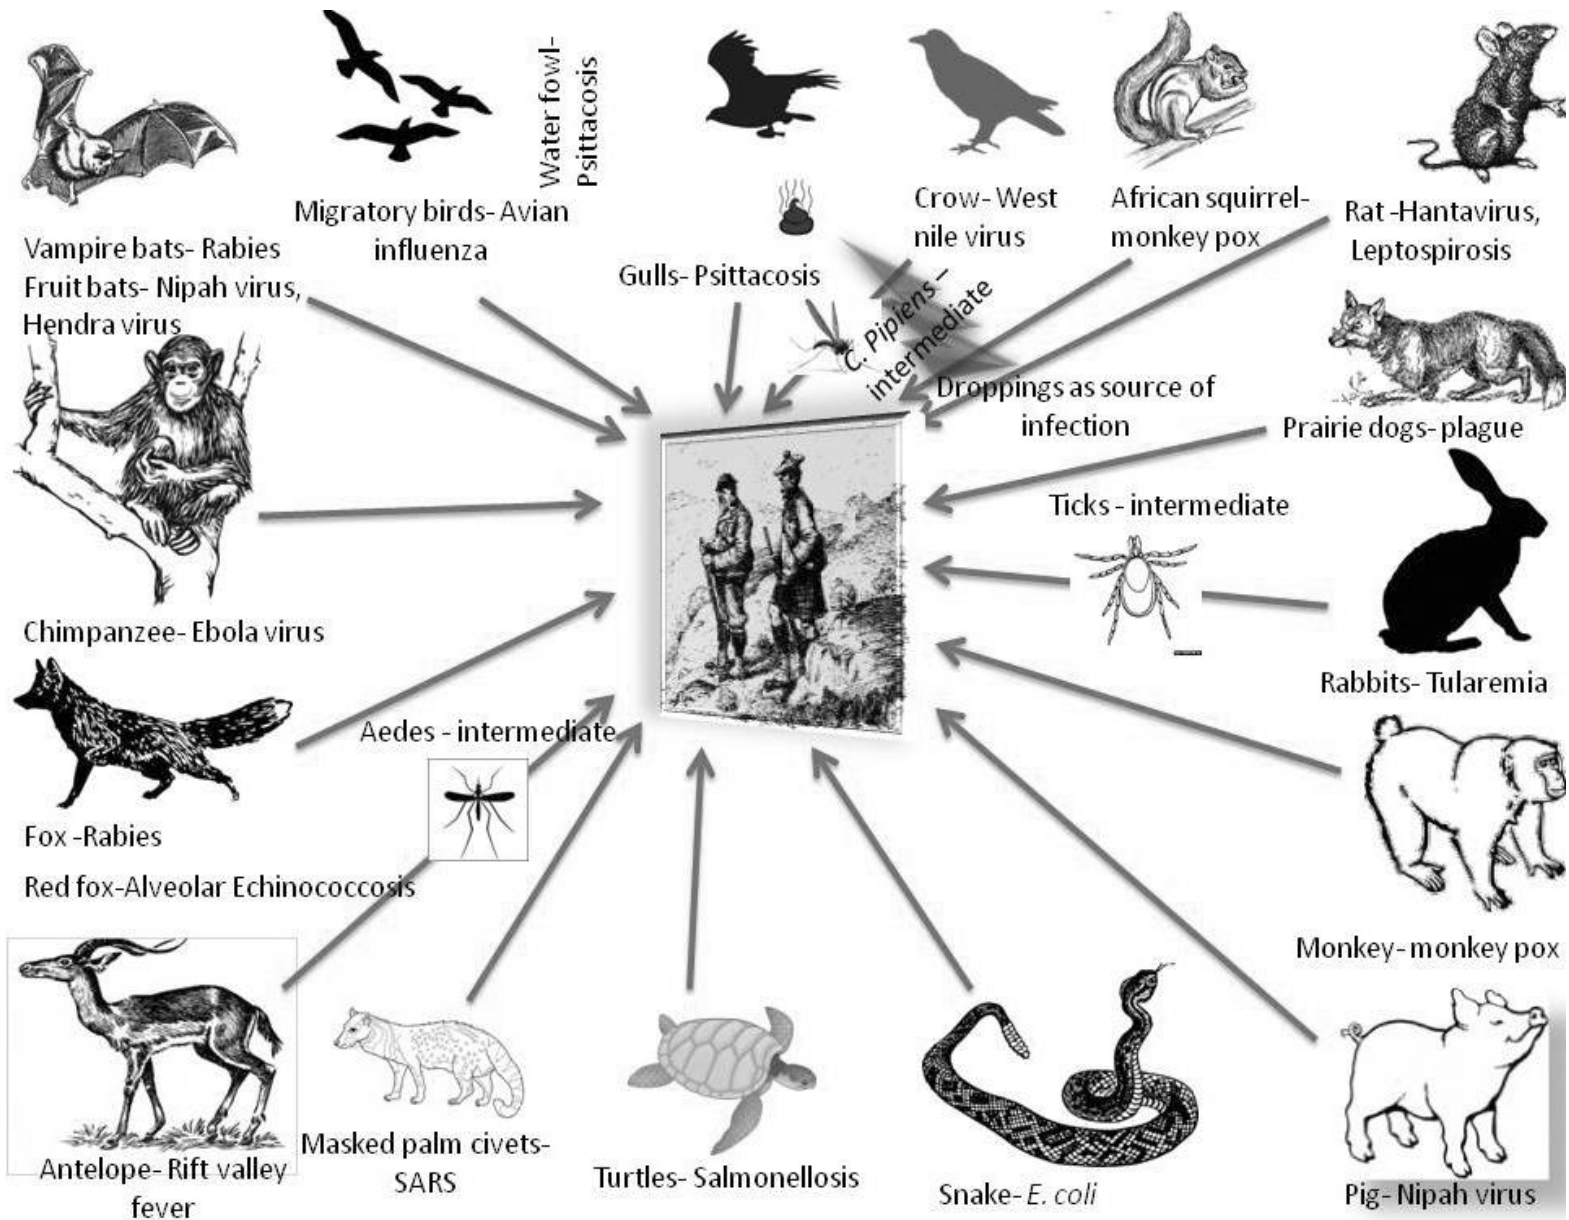 Water fowl-
Psittacosis
Vampire bats- Rabies
Fruit bats- Nipah virus,
Hendra virus
Migratory birds- Avian
influenza
Gulls- Psittacosis
Crow- West
nile virus
African squirrel-
monkey pox
Rat -Hantavirus,
Leptospirosis
C. Pipiens –
intermediate
Droppings as source of
infection
Prairie dogs- plague
Ticks - intermediate
Chimpanzee- Ebola virus
Rabbits- Tularemia
Aedes - intermediate
Fox -Rabies
Red fox-Alveolar Echinococcosis
Monkey- monkey pox
Antelope- Rift valley
fever
Masked palm civets-
SARS
Turtles- Salmonellosis
Snake- E. coli
Pig- Nipah virus